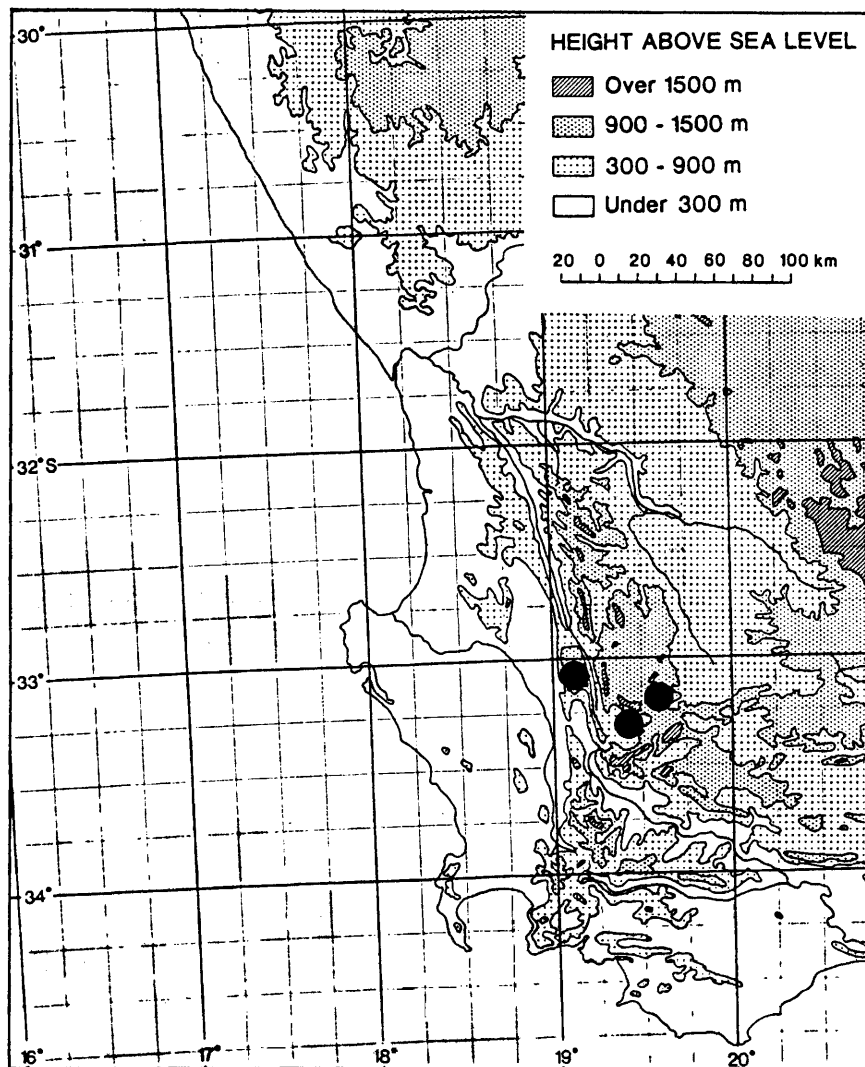 30°
HEIGHT ABOVE SEA LEVEL
Over 1500 m
900 - 1500 m
300 - 900 m
Under 300 m
31°
20 0 20 40 60 80 100 km
32°S
33°
34°
16° 17° 18° 19° 20°